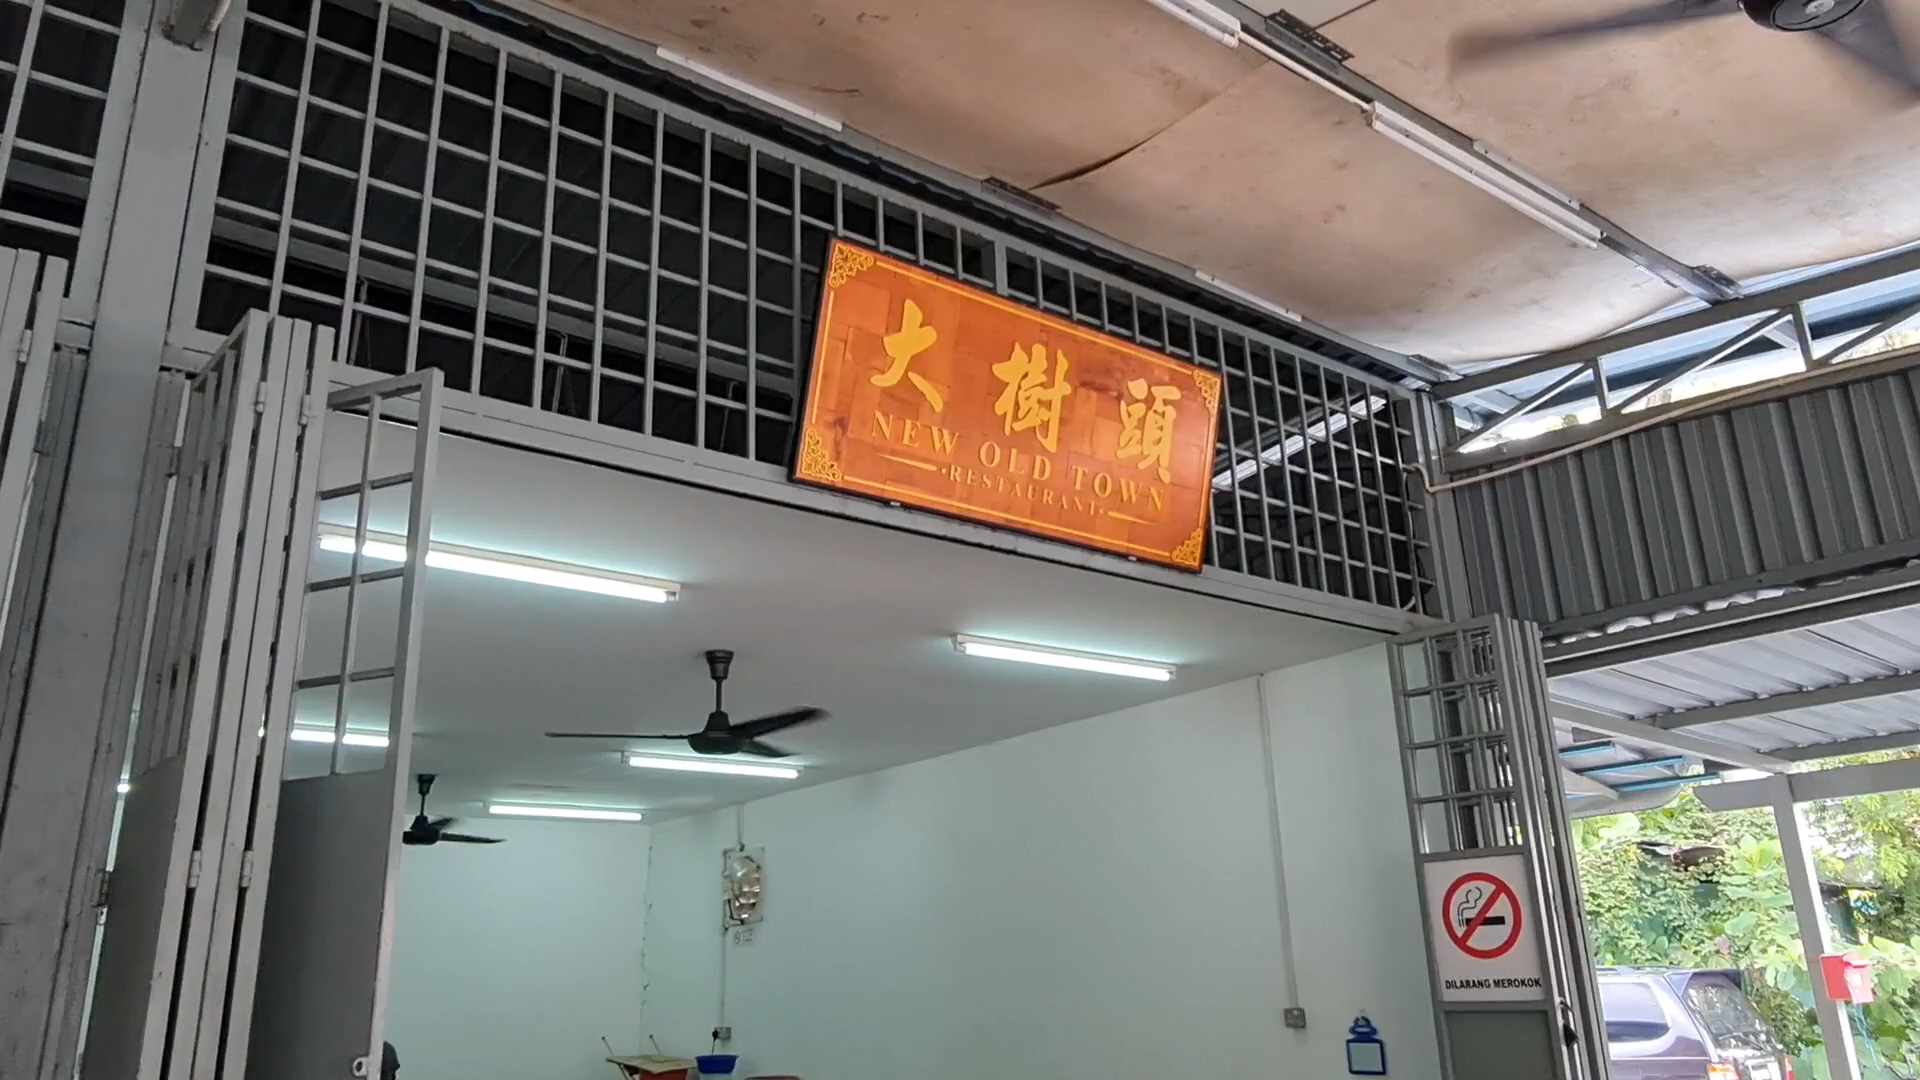 大樹頭
NEW OLD TOWN
•RESTAURANT•
DILARANG MEROKOK